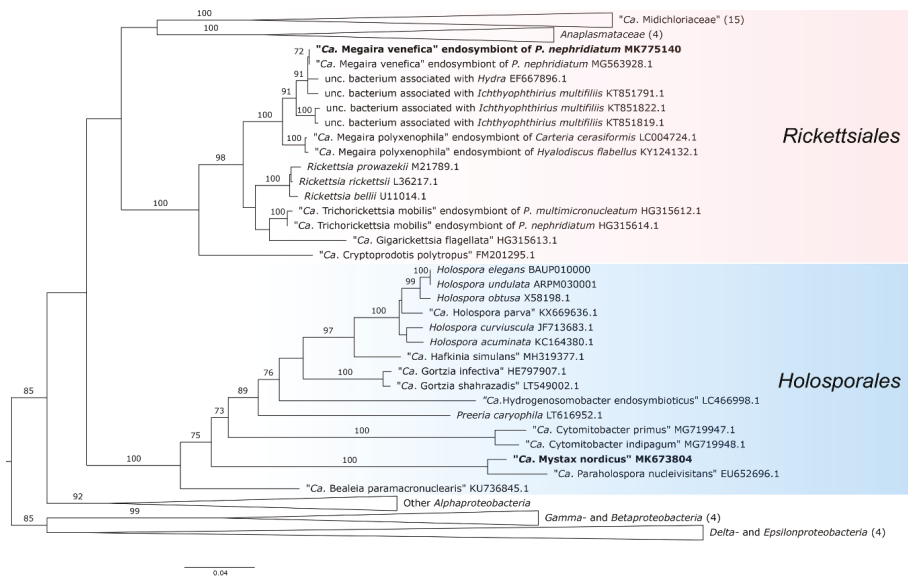 100
"Ca. Midichloriaceae" (15)
100
Anaplasmataceae (4)
"Ca. Megaira venefica" endosymbiont of P. nephridiatum MK775140
72
"Ca. Megaira venefica" endosymbiont of P. nephridiatum MG563928.1
91
unc. bacterium associated with Hydra EF667896.1
91
unc. bacterium associated with Ichthyophthirius multifiliis KT851791.1
unc. bacterium associated with Ichthyophthirius multifiliis KT851822.1
100
unc. bacterium associated with Ichthyophthirius multifiliis KT851819.1
100
"Ca. Megaira polyxenophila" endosymbiont of Carteria cerasiformis LC004724.1
100
Rickettsiales
"Ca. Megaira polyxenophila" endosymbiont of Hyalodiscus flabellus KY124132.1
98
Rickettsia prowazekii M21789.1
100
Rickettsia rickettsii L36217.1
Rickettsia bellii U11014.1
100
"Ca. Trichorickettsia mobilis" endosymbiont of P. multimicronucleatum HG315612.1
100
"Ca. Trichorickettsia mobilis" endosymbiont of P. nephridiatum HG315614.1
"Ca. Gigarickettsia flagellata" HG315613.1
"Ca. Cryptoprodotis polytropus" FM201295.1
Holospora elegans BAUP010000
100
99
Holospora undulata ARPM030001
Holospora obtusa X58198.1
100
"Ca. Holospora parva" KX669636.1
97
Holospora curviuscula JF713683.1
Holospora acuminata KC164380.1
"Ca. Hafkinia simulans" MH319377.1
76
"Ca. Gortzia infectiva" HE797907.1
100
Holosporales
"Ca. Gortzia shahrazadis" LT549002.1
85
89
"Ca.Hydrogenosomobacter endosymbioticus" LC466998.1
73
Preeria caryophila LT616952.1
"Ca. Cytomitobacter primus" MG719947.1
100
75
"Ca. Cytomitobacter indipagum" MG719948.1
"Ca. Mystax nordicus" MK673804
100
100
"Ca. Paraholospora nucleivisitans" EU652696.1
"Ca. Bealeia paramacronuclearis" KU736845.1
92
Other Alphaproteobacteria
99
Gamma- and Betaproteobacteria (4)
85
Delta- and Epsilonproteobacteria (4)
0.04